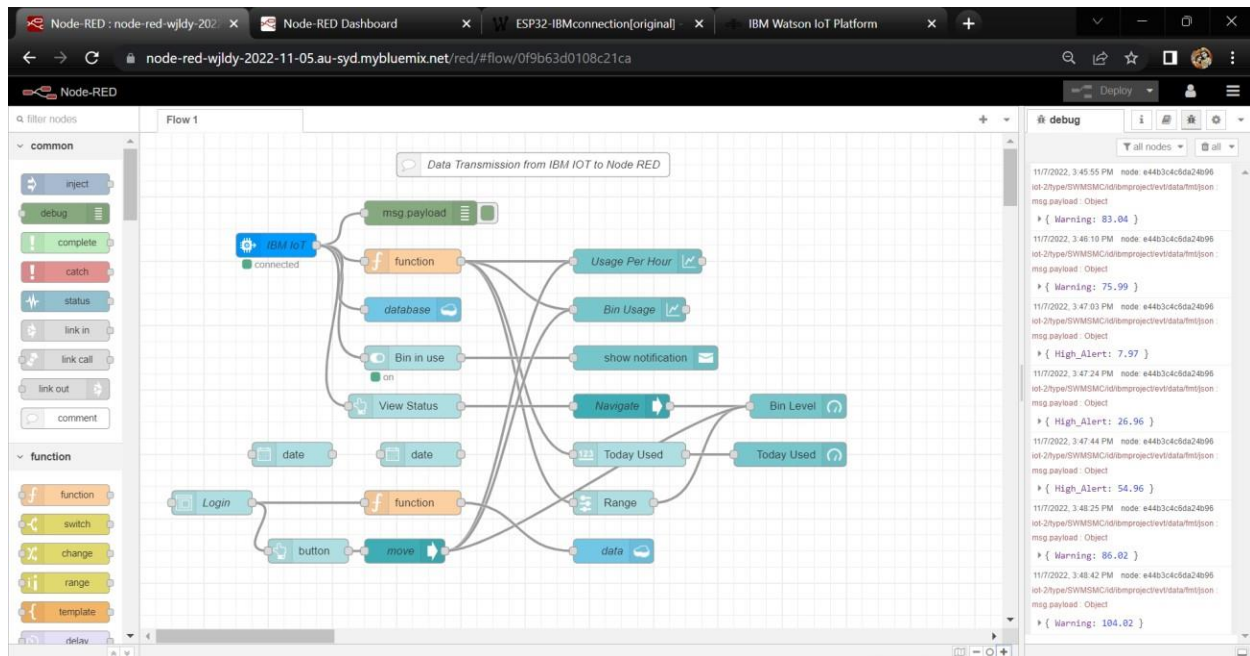 Node-RED : node-red-wjldy-202
Node-RED Dashboard
ESP32-IBMconnection[original] -
IBM Watson IoT Platform
node-red-wjldy-2022-11-05.au-syd.mybluemix.net/red/#flow/0f9b63d0108c21ca
Node-RED
Deploy
filter nodes
common
inject
debug
complete
catch
status
link in
link call
link out
comment
function
function
switch
change
range
template
delay
Flow 1
Data Transmission from IBM IOT to Node RED
msg.payload
IBM IoT
connected
function
Usage Per Hour
database
Bin Usage
Bin in use
on
show notification
View Status
Navigate
Bin Level
date
date
123
Today Used
Today Used
Login
function
Range
button
move
data
debug
all nodes
all
11/7/2022, 3:45:55 PM node: e44b3c4c6da24b96
iot-2/type/SWMSMC/id/ibmproject/evt/data/fmt/json :
msg.payload : Object
{ Warning: 83.04 }
11/7/2022, 3:46:10 PM node: e44b3c4c6da24b96
iot-2/type/SWMSMC/id/ibmproject/evt/data/fmt/json :
msg.payload : Object
{ Warning: 75.99 }
11/7/2022, 3:47:03 PM node: e44b3c4c6da24b96
iot-2/type/SWMSMC/id/ibmproject/evt/data/fmt/json :
msg.payload : Object
{ High_Alert: 7.97 }
11/7/2022, 3:47:24 PM node: e44b3c4c6da24b96
iot-2/type/SWMSMC/id/ibmproject/evt/data/fmt/json :
msg.payload : Object
{ High_Alert: 26.96 }
11/7/2022, 3:47:44 PM node: e44b3c4c6da24b96
iot-2/type/SWMSMC/id/ibmproject/evt/data/fmt/json :
msg.payload : Object
{ High_Alert: 54.96 }
11/7/2022, 3:48:25 PM node: e44b3c4c6da24b96
iot-2/type/SWMSMC/id/ibmproject/evt/data/fmt/json :
msg.payload : Object
{ Warning: 86.02 }
11/7/2022, 3:48:42 PM node: e44b3c4c6da24b96
iot-2/type/SWMSMC/id/ibmproject/evt/data/fmt/json :
msg.payload : Object
{ Warning: 104.02 }